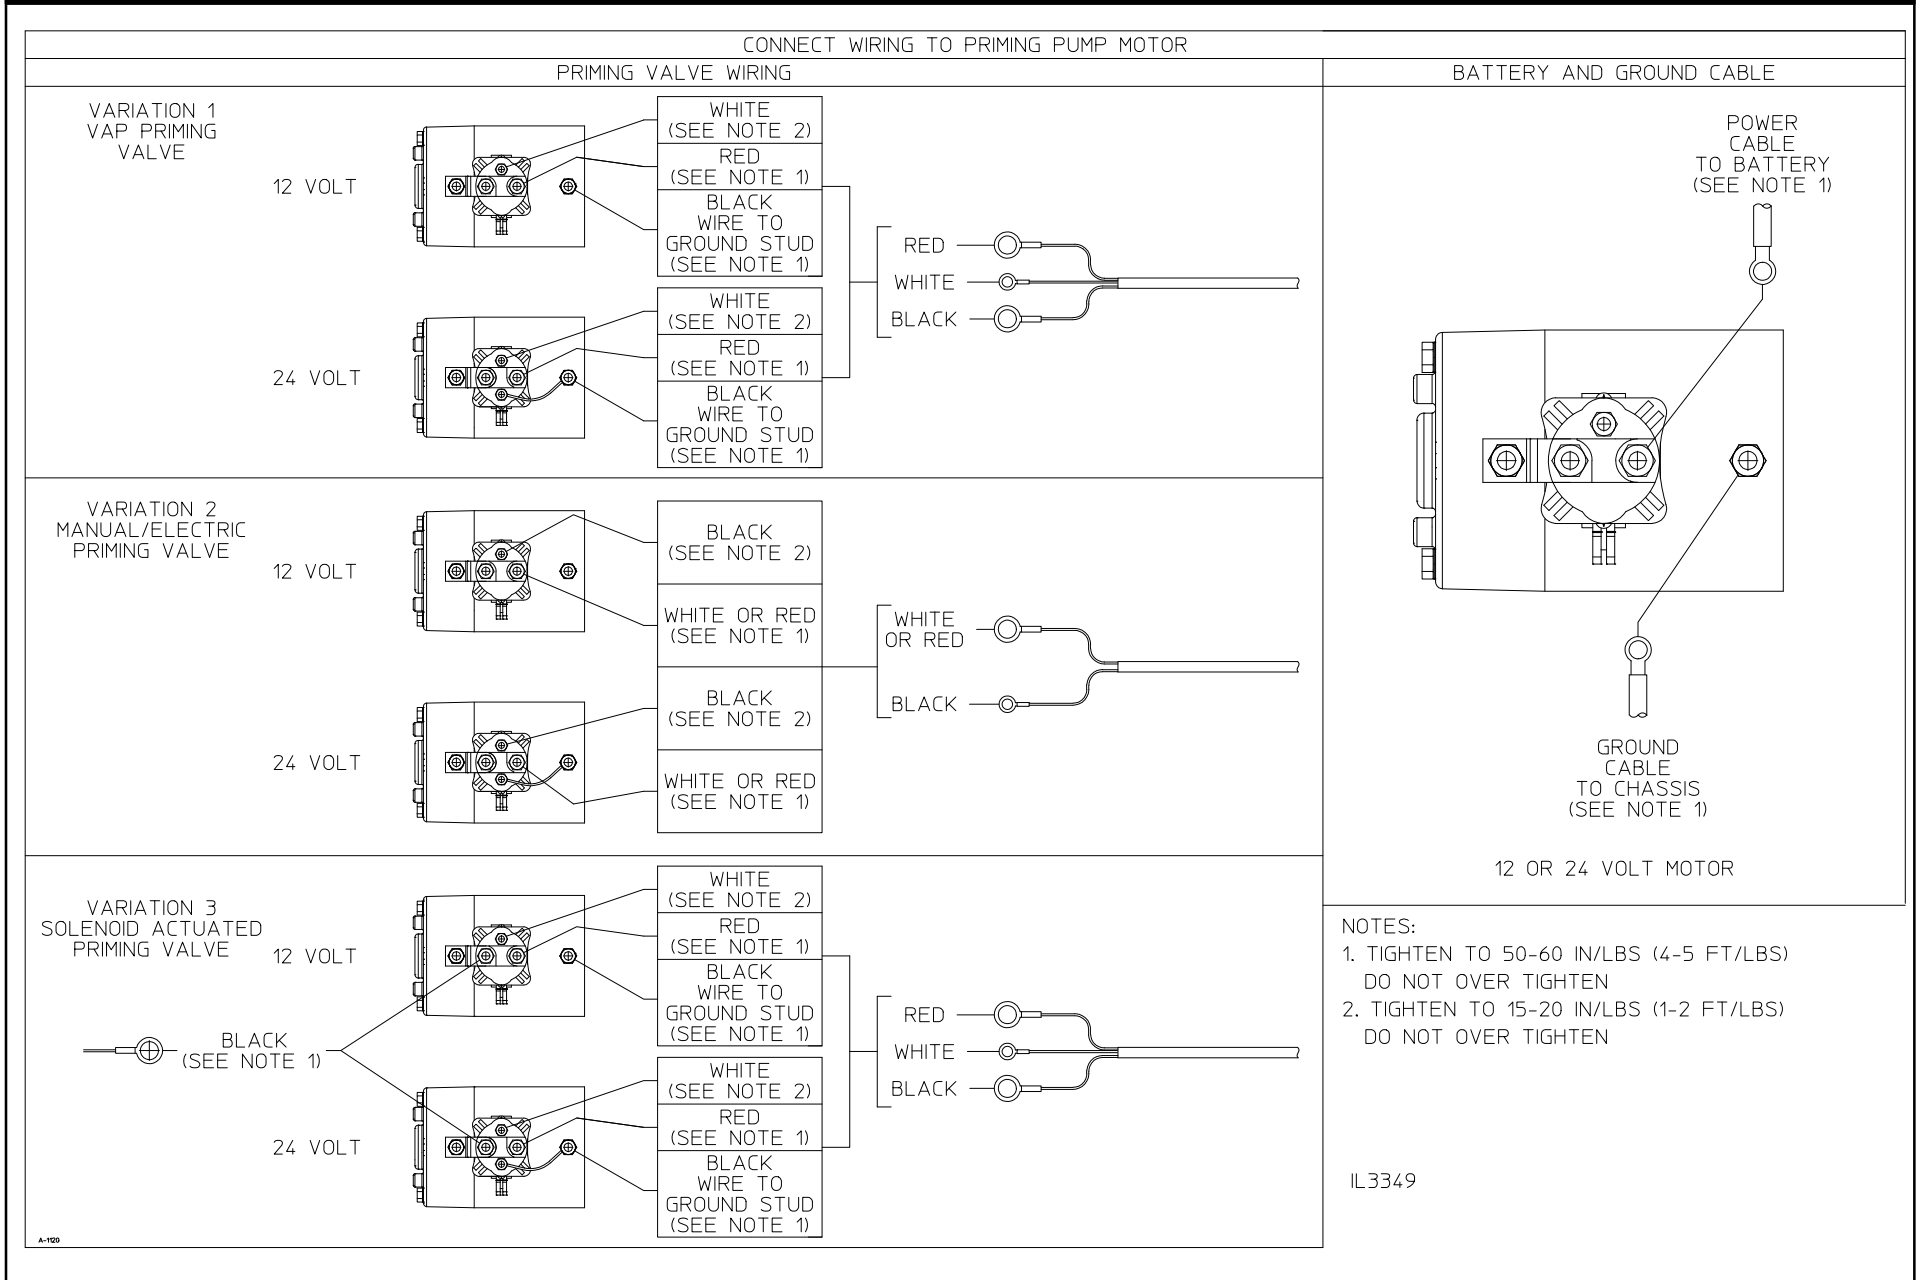 CONNECT WIRING TO PRIMING PUMP MOTOR
PRIMING VALVE WIRING
BATTERY AND GROUND CABLE
VARIATION 1
VAP PRIMING
VALVE
12 VOLT
WHITE
(SEE NOTE 2)
RED
(SEE NOTE 1)
BLACK
WIRE TO
GROUND STUD
(SEE NOTE 1)
24 VOLT
WHITE
(SEE NOTE 2)
RED
(SEE NOTE 1)
BLACK
WIRE TO
GROUND STUD
(SEE NOTE 1)
RED
WHITE
BLACK
VARIATION 2
MANUAL/ELECTRIC
PRIMING VALVE
12 VOLT
BLACK
(SEE NOTE 2)
WHITE OR RED
(SEE NOTE 1)
24 VOLT
BLACK
(SEE NOTE 2)
WHITE OR RED
(SEE NOTE 1)
WHITE
OR RED
BLACK
VARIATION 3
SOLENOID ACTUATED
PRIMING VALVE
12 VOLT
WHITE
(SEE NOTE 2)
RED
(SEE NOTE 1)
BLACK
WIRE TO
GROUND STUD
(SEE NOTE 1)
BLACK
(SEE NOTE 1)
24 VOLT
WHITE
(SEE NOTE 2)
RED
(SEE NOTE 1)
BLACK
WIRE TO
GROUND STUD
(SEE NOTE 1)
RED
WHITE
BLACK
A-1120
POWER
CABLE
TO BATTERY
(SEE NOTE 1)
GROUND
CABLE
TO CHASSIS
(SEE NOTE 1)
12 OR 24 VOLT MOTOR
NOTES:
1. TIGHTEN TO 50-60 IN/LBS (4-5 FT/LBS)
DO NOT OVER TIGHTEN
2. TIGHTEN TO 15-20 IN/LBS (1-2 FT/LBS)
DO NOT OVER TIGHTEN
IL3349